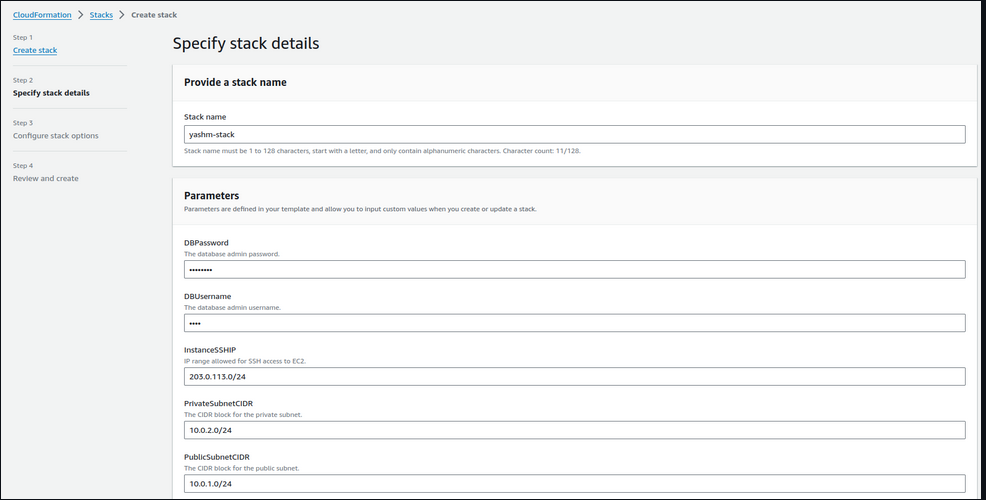 CloudFormation > Stacks > Create stack
Step 1
Create stack
Step 2
Specify stack details
Step 3
Configure stack options
Step 4
Review and create
Specify stack details
Provide a stack name
Stack name
yashm-stack
Stack name must be 1 to 128 characters, start with a letter, and only contain alphanumeric characters. Character count: 11/128.
Parameters
Parameters are defined in your template and allow you to input custom values when you create or update a stack.
DBPassword
The database admin password.
••••••••
DBUsername
The database admin username.
••••
InstanceSSHIP
IP range allowed for SSH access to EC2.
203.0.113.0/24
PrivateSubnetCIDR
The CIDR block for the private subnet.
10.0.2.0/24
PublicSubnetCIDR
The CIDR block for the public subnet.
10.0.1.0/24